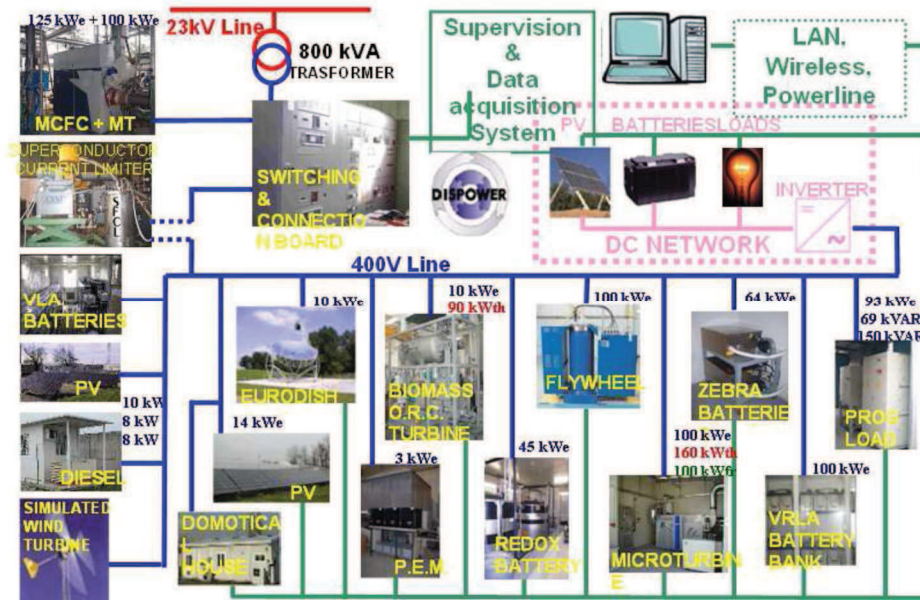 125 kWe + 100 kWe
23kV Line
800 kVA
TRASFORMER
Supervision
&
Data
acquisition
System
LAN,
Wireless,
Powerline
MCFC + MT
SUPERCONDUCTOR
CURRENT LIMITER
SFCL
SWITCHING
&
CONNECTIO
N BOARD
DISPOWER
PV
BATTERIES
LOADS
INVERTER
DC NETWORK
400V Line
VLA
BATTERIES
PV
10 kW
8 kW
8 kW
DIESEL
SIMULATED
WIND
TURBINE
10 kWe
EURODISH
10 kWe
90 kWth
BIOMASS
O.R.C.
TURBINE
100 kWe
FLYWHEEL
64 kWe
ZEBRA
BATTERIE
93 kWe
69 kVAR
150 kVAR
PROG
LOAD
14 kWe
PV
DOMOTICA
L
HOUSE
3 kWe
P.E.M.
45 kWe
REDOX
BATTERY
100 kWe
160 kWth
MICROTURBIN
E
100 kWe
VRLA
BATTERY
BANK